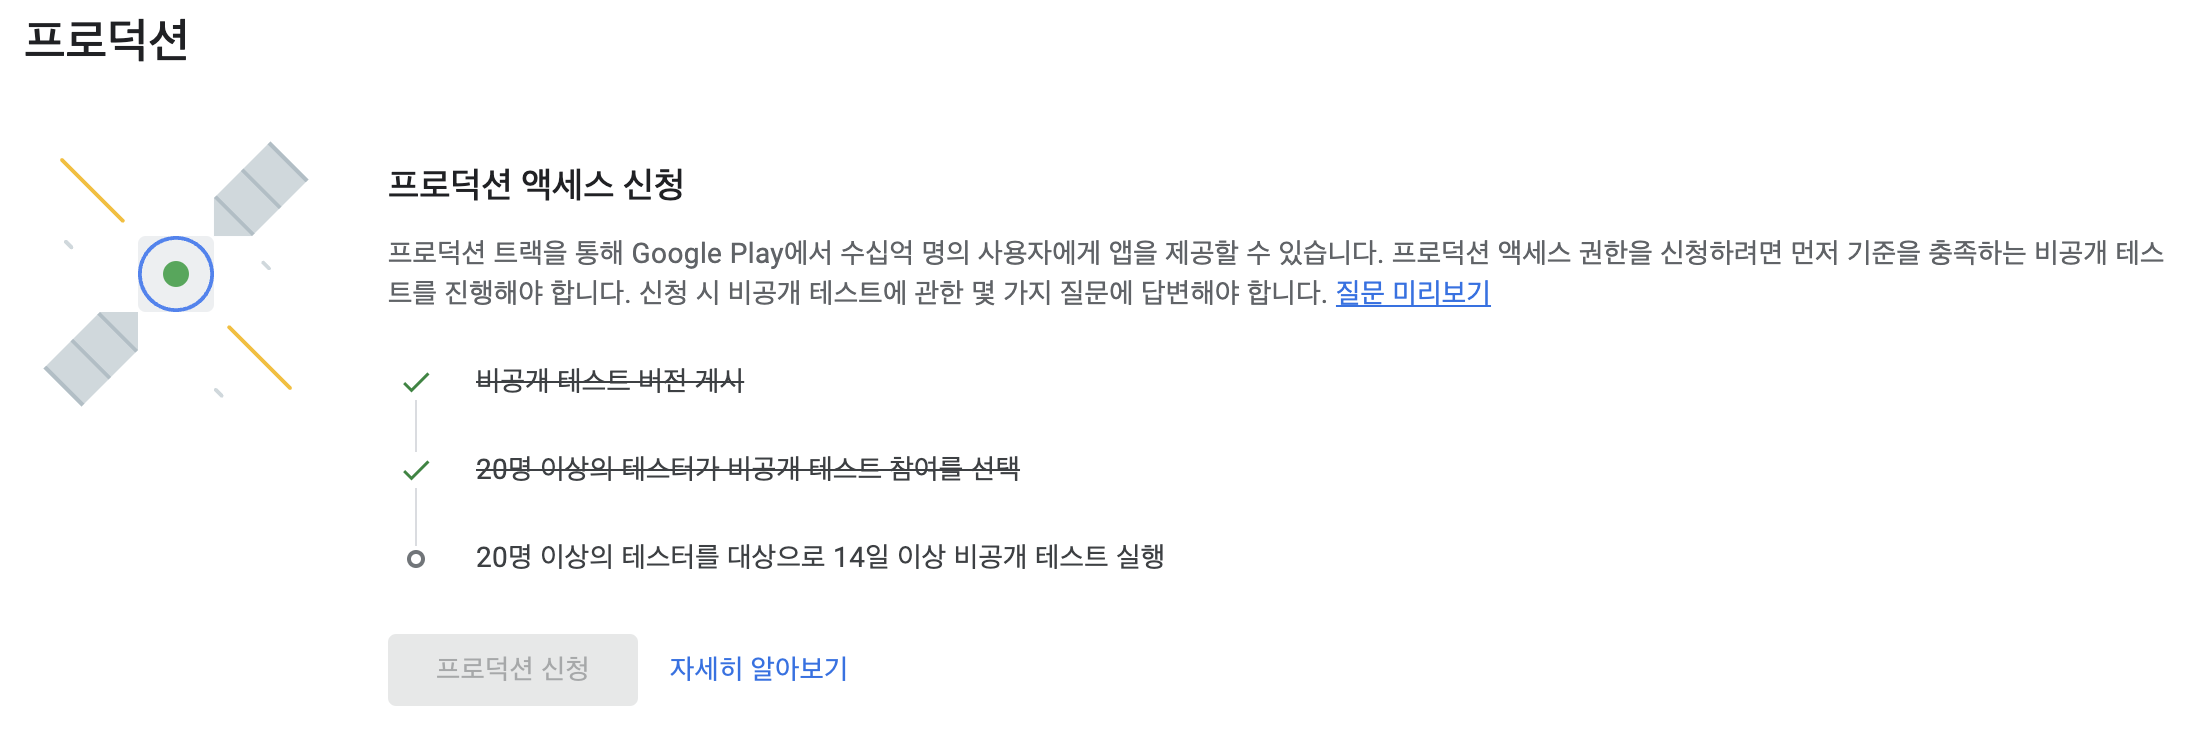 프로덕션
프로덕션 액세스 신청
프로덕션 트랙을 통해 Google Play에서 수십억 명의 사용자에게 앱을 제공할 수 있습니다. 프로덕션 액세스 권한을 신청하려면 먼저 기준을 충족하는 비공개 테스
트를 진행해야 합니다. 신청 시 비공개 테스트에 관한 몇 가지 질문에 답변해야 합니다. 질문 미리보기
비공개 테스트 버전 게시
20명 이상의 테스터가 비공개 테스트 참여를 선택
20명 이상의 테스터를 대상으로 14일 이상 비공개 테스트 실행
프로덕션 신청 자세히 알아보기